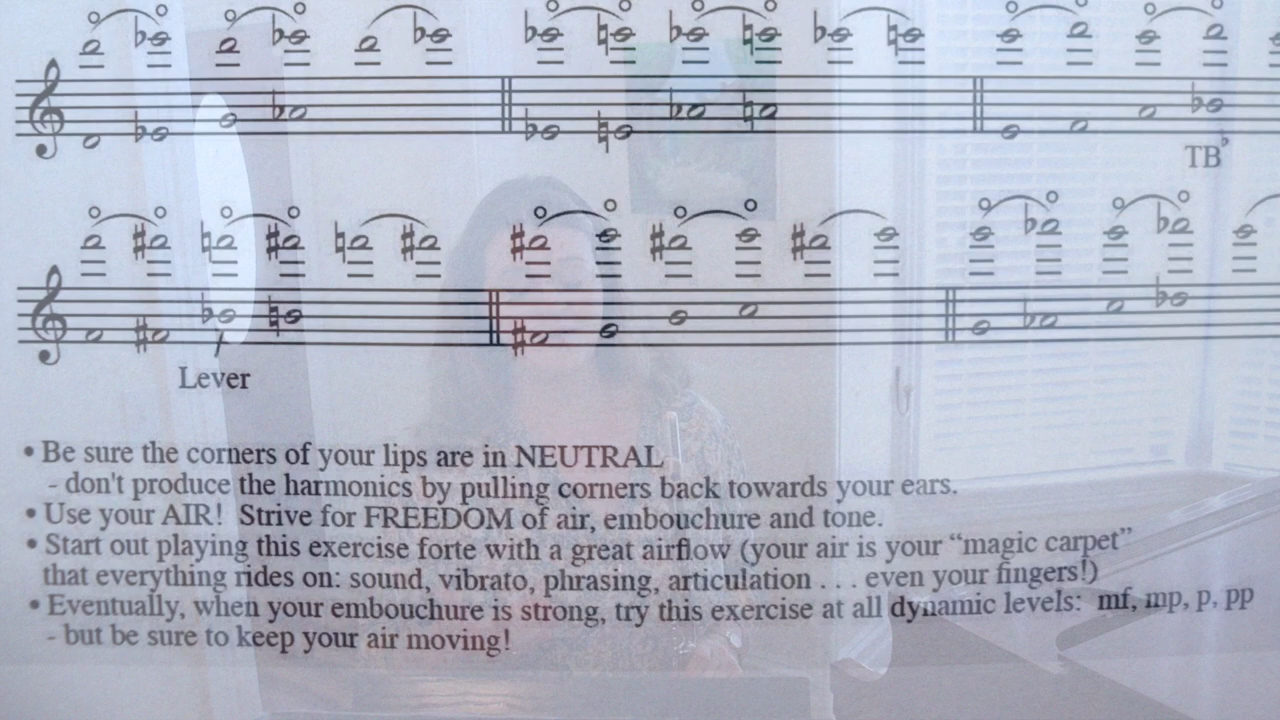 TB♭
Lever
• Be sure the corners of your lips are in NEUTRAL
- don't produce the harmonics by pulling corners back towards your ears.
• Use your AIR! Strive for FREEDOM of air, embouchure and tone.
• Start out playing this exercise forte with a great airflow (your air is your “magic carpet”
that everything rides on: sound, vibrato, phrasing, articulation . . . even your fingers!)
• Eventually, when your embouchure is strong, try this exercise at all dynamic levels: mf, mp, p, pp
- but be sure to keep your air moving!